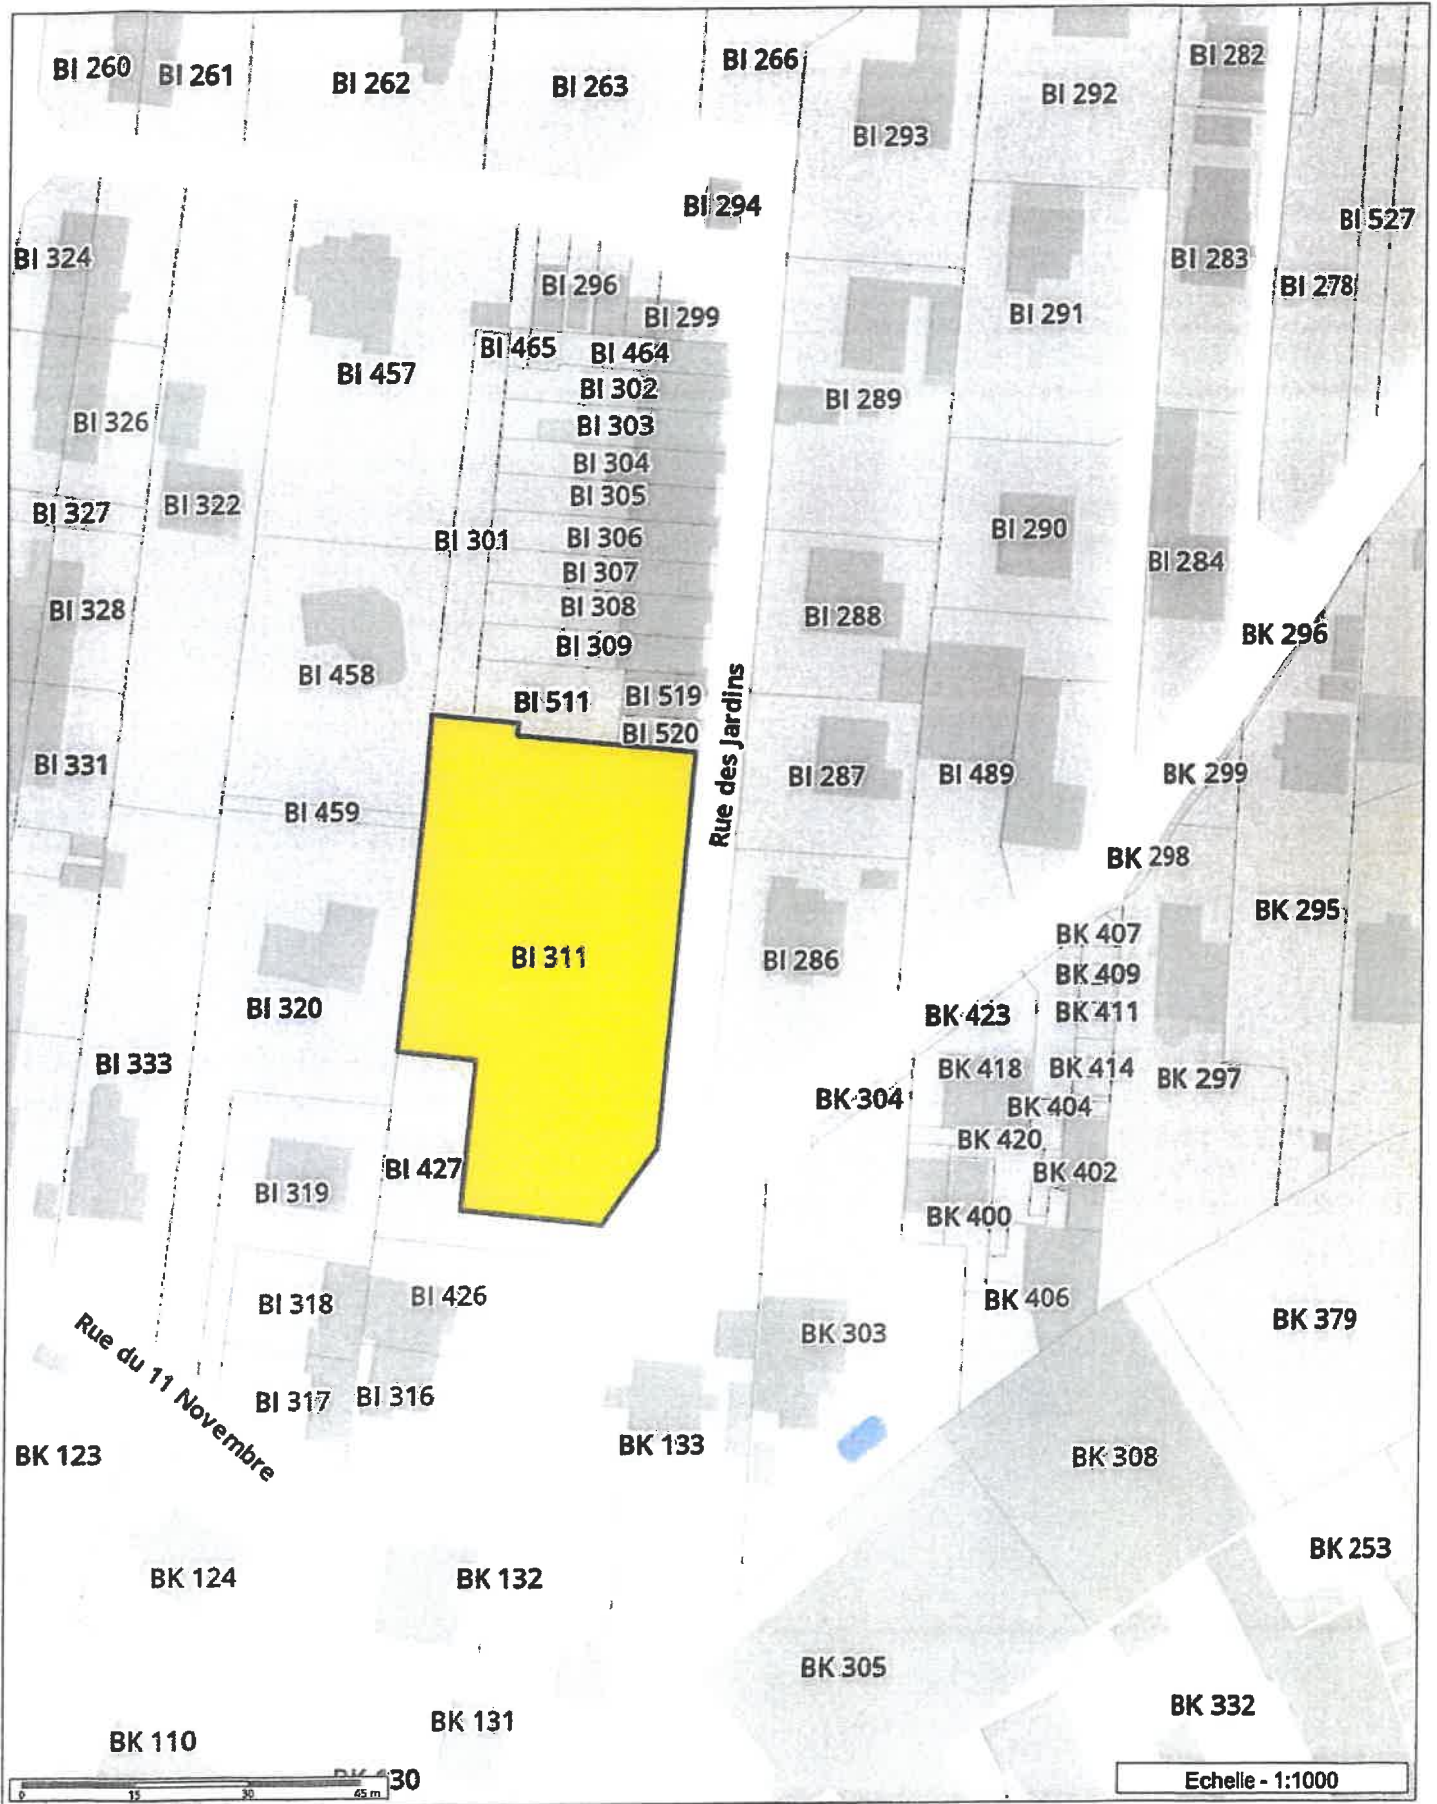 BI 260
BI 261
BI 262
BI 263
BI 266
BI 282
BI 292
BI 293
BI 294
BI 527
BI 324
BI 283
BI 278
BI 296
BI 299
BI 291
BI 465
BI 464
BI 457
BI 302
BI 289
BI 303
BI 326
BI 304
BI 305
BI 322
BI 327
BI 301
BI 306
BI 290
BI 284
BI 307
BI 328
BI 308
BI 288
BK 296
BI 309
BI 458
BI 511
BI 519
BI 520
Rue des Jardins
BI 331
BI 287
BI 489
BK 299
BI 459
BK 298
BK 295
BK 407
BI 311
BI 286
BK 409
BI 320
BK 423
BK 411
BI 333
BK 418
BK 414
BK 297
BK 304
BK 404
BK 420
BI 427
BK 402
BI 319
BK 400
BI 318
BI 426
BK 406
BK 379
Rue du 11 Novembre
BK 303
BI 317
BI 316
BK 123
BK 133
BK 308
BK 253
BK 124
BK 132
BK 305
BK 332
BK 131
BK 110
30
0 15 30 45 m
Echelle - 1:1000